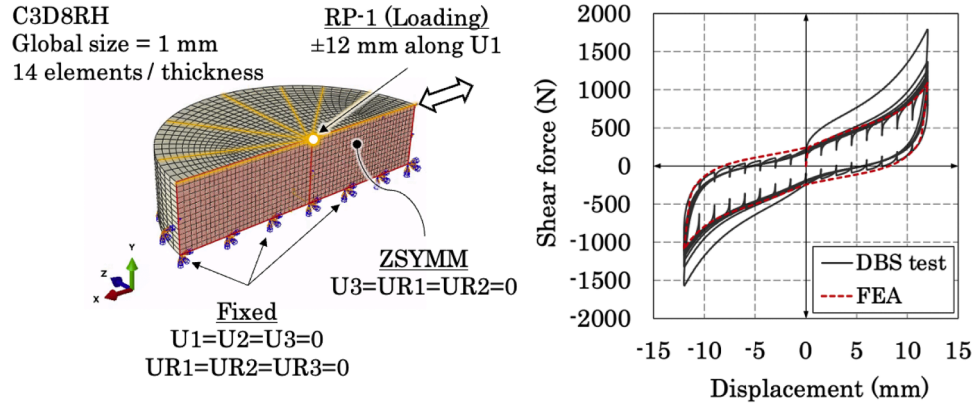 C3D8RH
Global size = 1 mm
14 elements / thickness
RP-1 (Loading)
±12 mm along U1
ZSYMM
U3=UR1=UR2=0
Fixed
U1=U2=U3=0
UR1=UR2=UR3=0
Y
Z
X
Shear force (N)
2000
1500
1000
500
0
-500
-1000
-1500
-2000
DBS test
FEA
-15 -10 -5 0 5 10 15
Displacement (mm)